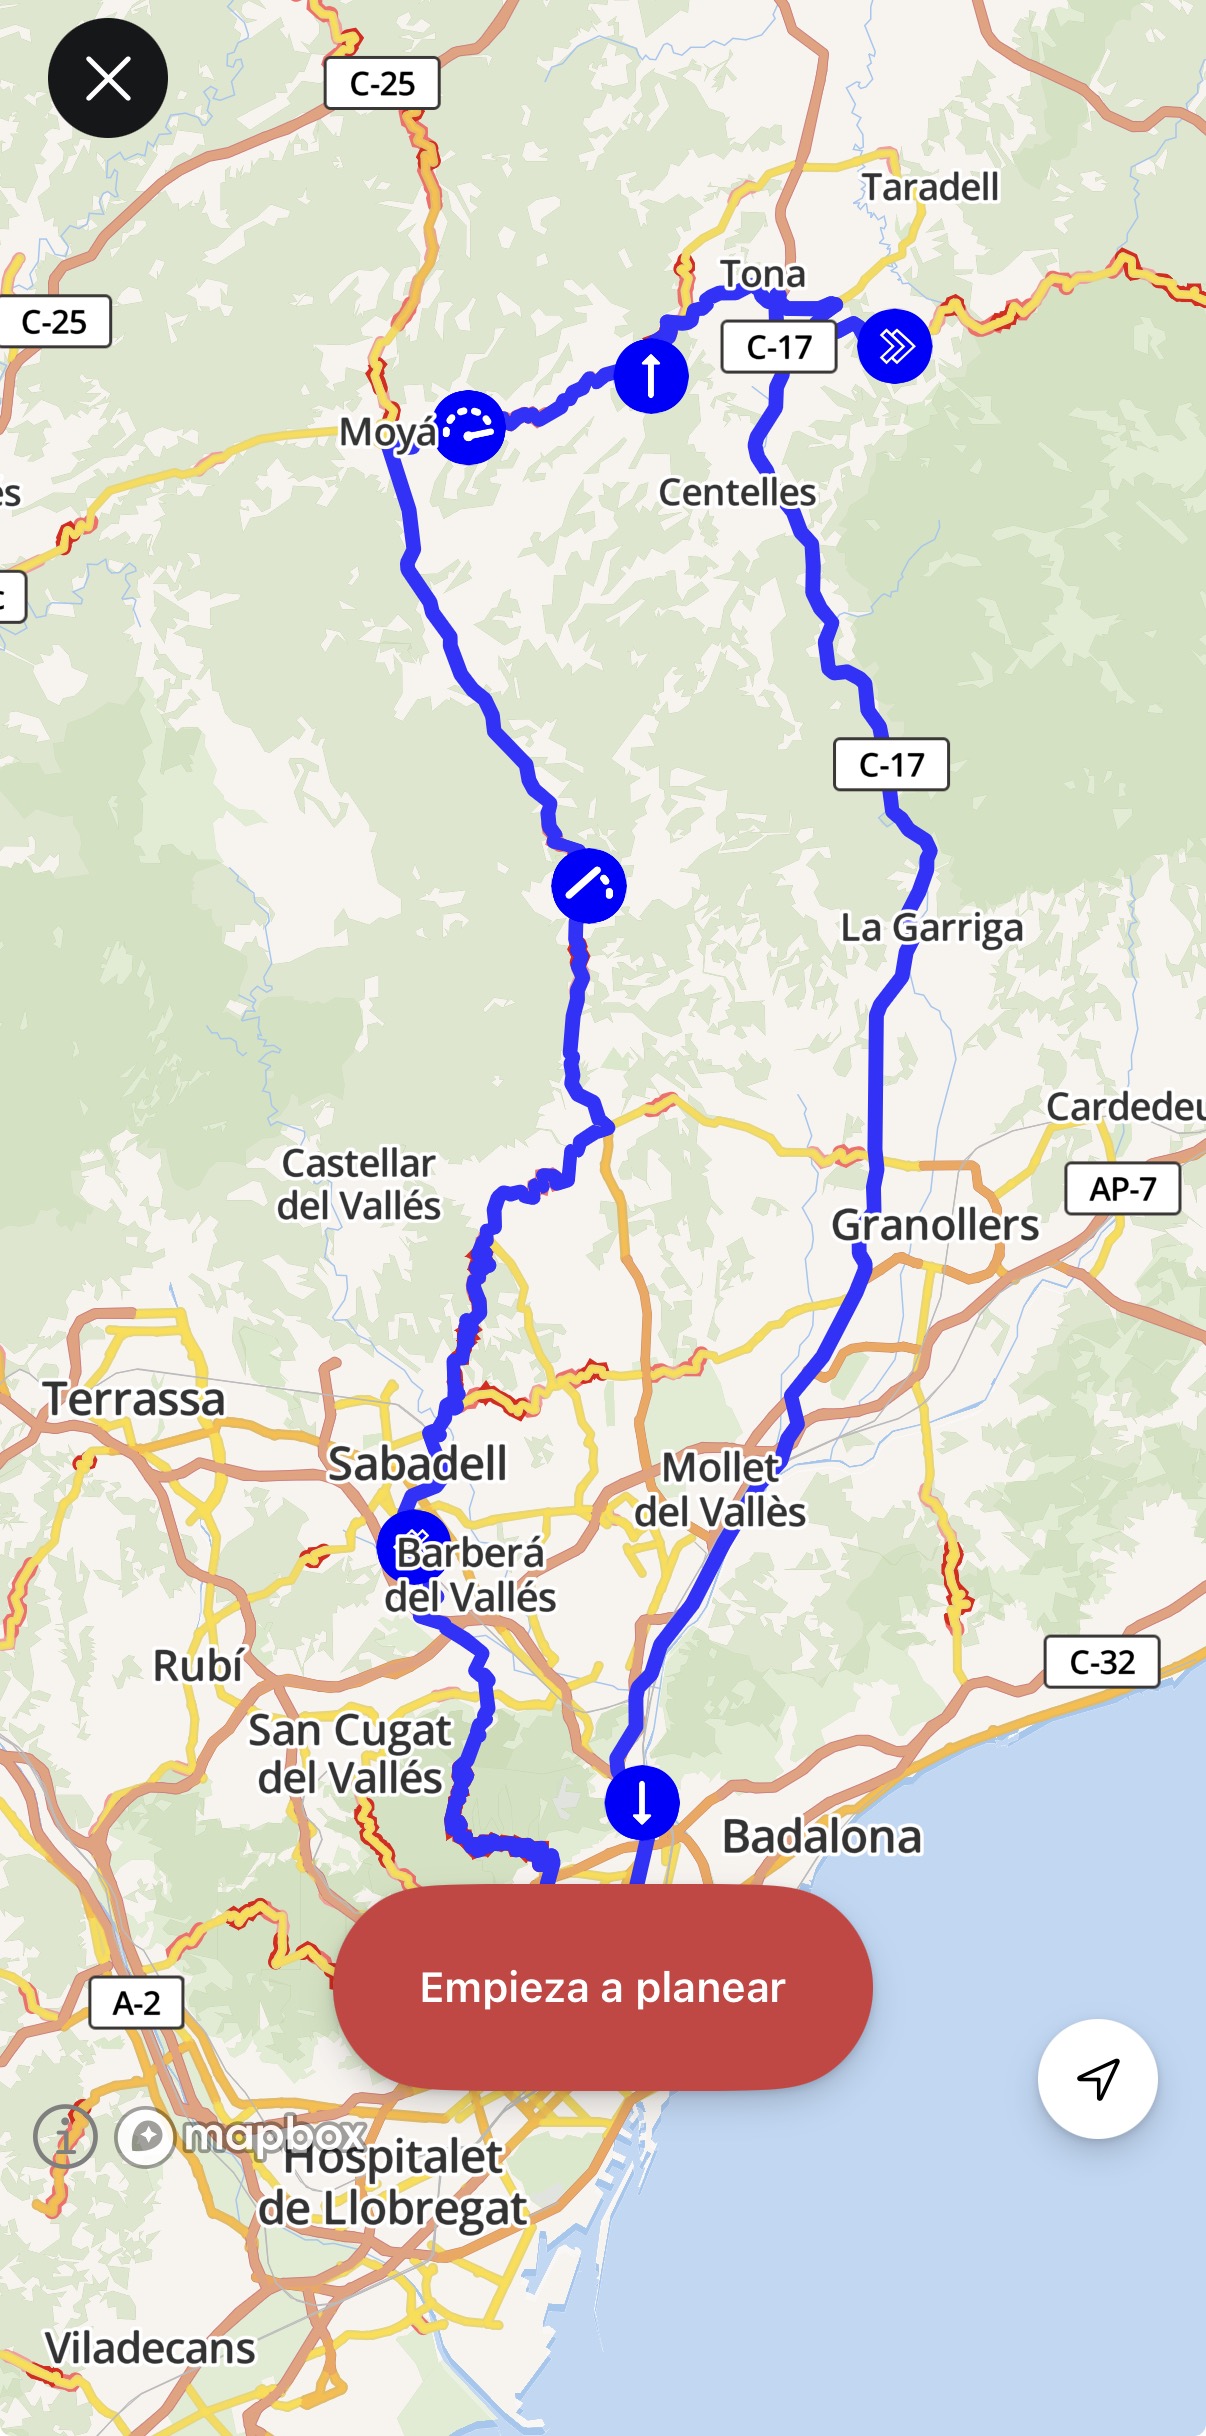 C-25
Taradell
Tona
C-25
C-17
Moyá
Centelles
es
c
C-17
La Garriga
Cardedeu
Castellar
del Vallés
AP-7
Granollers
Terrassa
Sabadell
Mollet
del Vallès
Barberá
del Vallés
Rubí
C-32
San Cugat
del Vallés
Badalona
Empieza a planear
A-2
mapbox
Hospitalet
de Llobregat
Viladecans